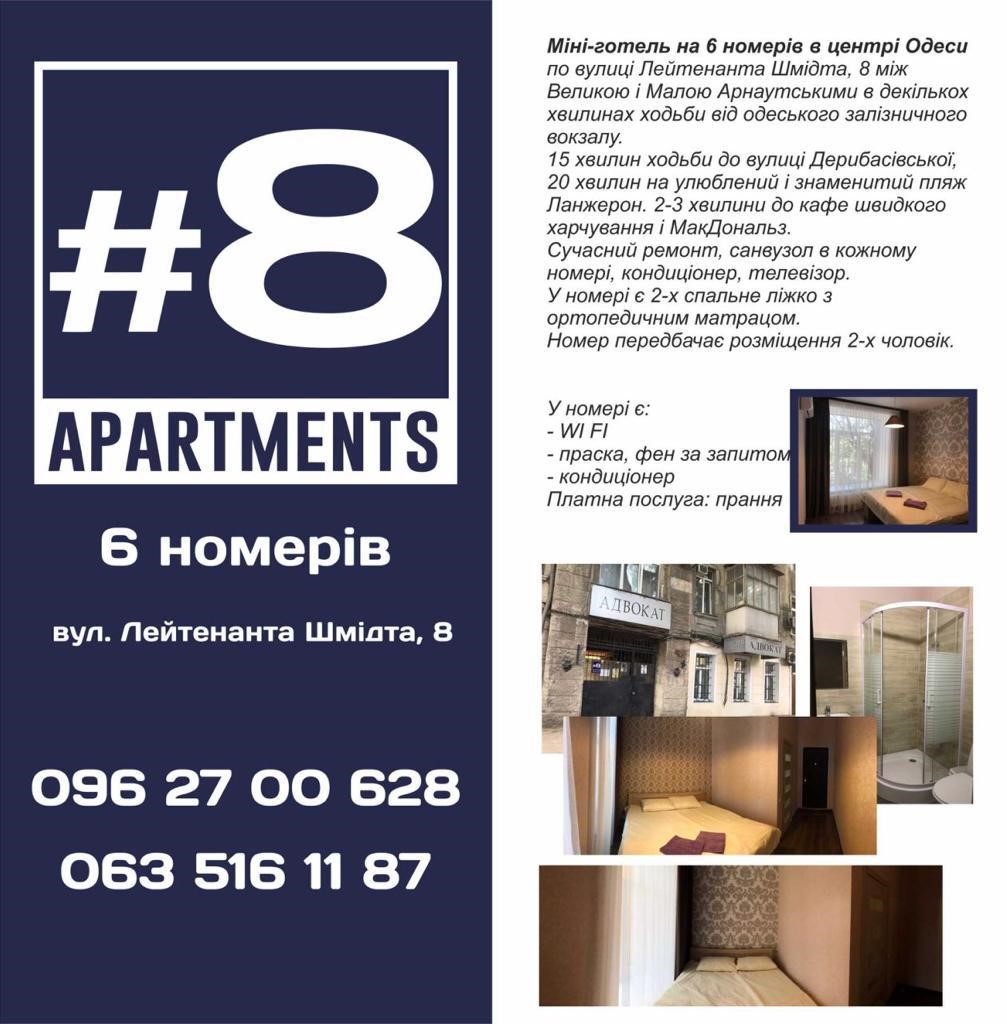 #8
APARTMENTS
6 номерів
вул. Лейтенанта Шмідта, 8
096 27 00 628
063 516 11 87
Міні-готель на 6 номерів в центрі Одеси
по вулиці Лейтенанта Шмідта, 8 між
Великою і Малою Арнаутськими в декількох
хвилинах ходьби від одеського залізничного
вокзалу.
15 хвилин ходьби до вулиці Дерибасівської,
20 хвилин на улюблений і знаменитий пляж
Ланжерон. 2-3 хвилини до кафе швидкого
харчування і МакДональз.
Сучасний ремонт, санвузол в кожному
номері, кондиціонер, телевізор.
У номері є 2-х спальне ліжко з
ортопедичним матрацом.
Номер передбачає розміщення 2-х чоловік.
У номері є:
- WI FI
- праска, фен за запитом
- кондиціонер
Платна послуга: прання
АДВОКАТ
АДВОКАТ
#8